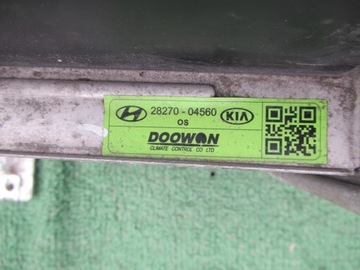 28270 - 04560 KIA
OS
DOOWON
CLIMATE CONTROL CO LTD